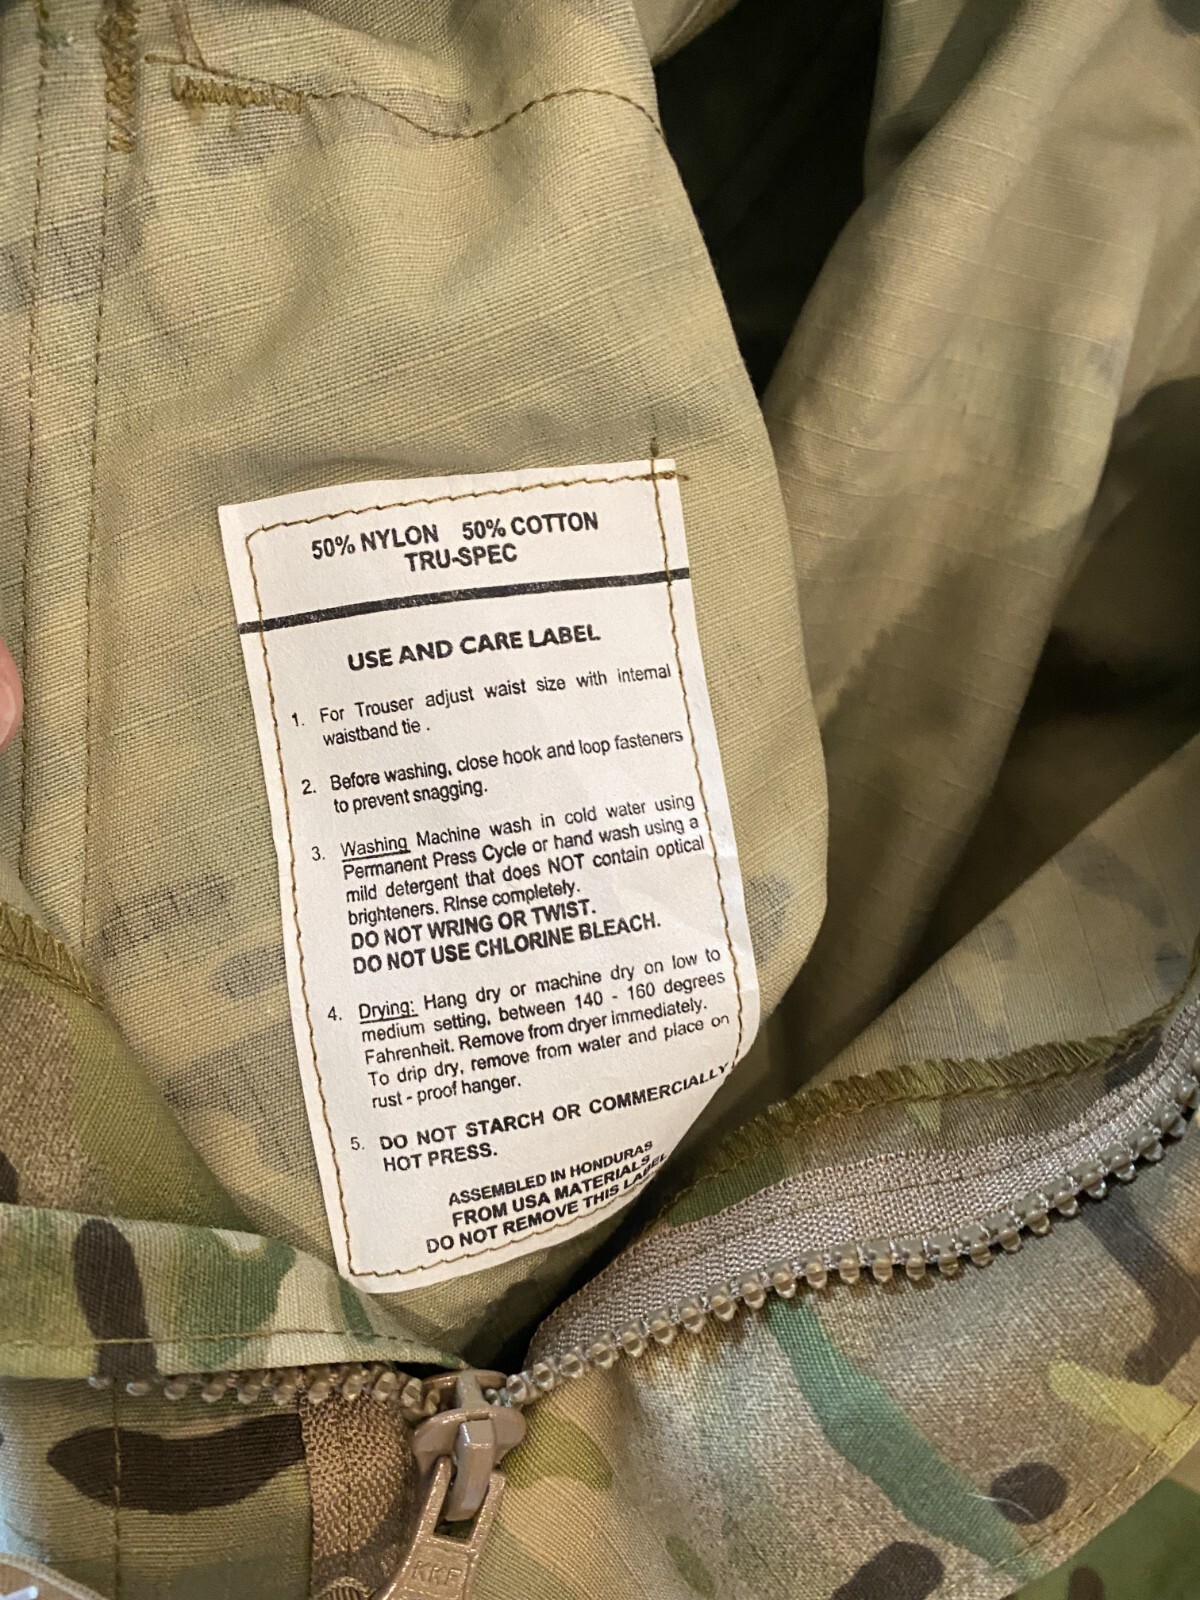 50% NYLON 50% COTTON
TRU-SPEC
USE AND CARE LABEL
1. For Trouser adjust waist size with internal
waistband tie .
2. Before washing, close hook and loop fasteners
to prevent snagging.
3. Washing Machine wash in cold water using
Permanent Press Cycle or hand wash using a
mild detergent that does NOT contain optical
brighteners. RInse completely.
DO NOT WRING OR TWIST.
DO NOT USE CHLORINE BLEACH.
4. Drying: Hang dry or machine dry on low to
medium setting, between 140 - 160 degrees
Fahrenheit. Remove from dryer immediately.
To drip dry, remove from water and place on
rust - proof hanger.
5. DO NOT STARCH OR COMMERCIALLY
HOT PRESS.
ASSEMBLED IN HONDURAS
FROM USA MATERIALS
DO NOT REMOVE THIS LABEL